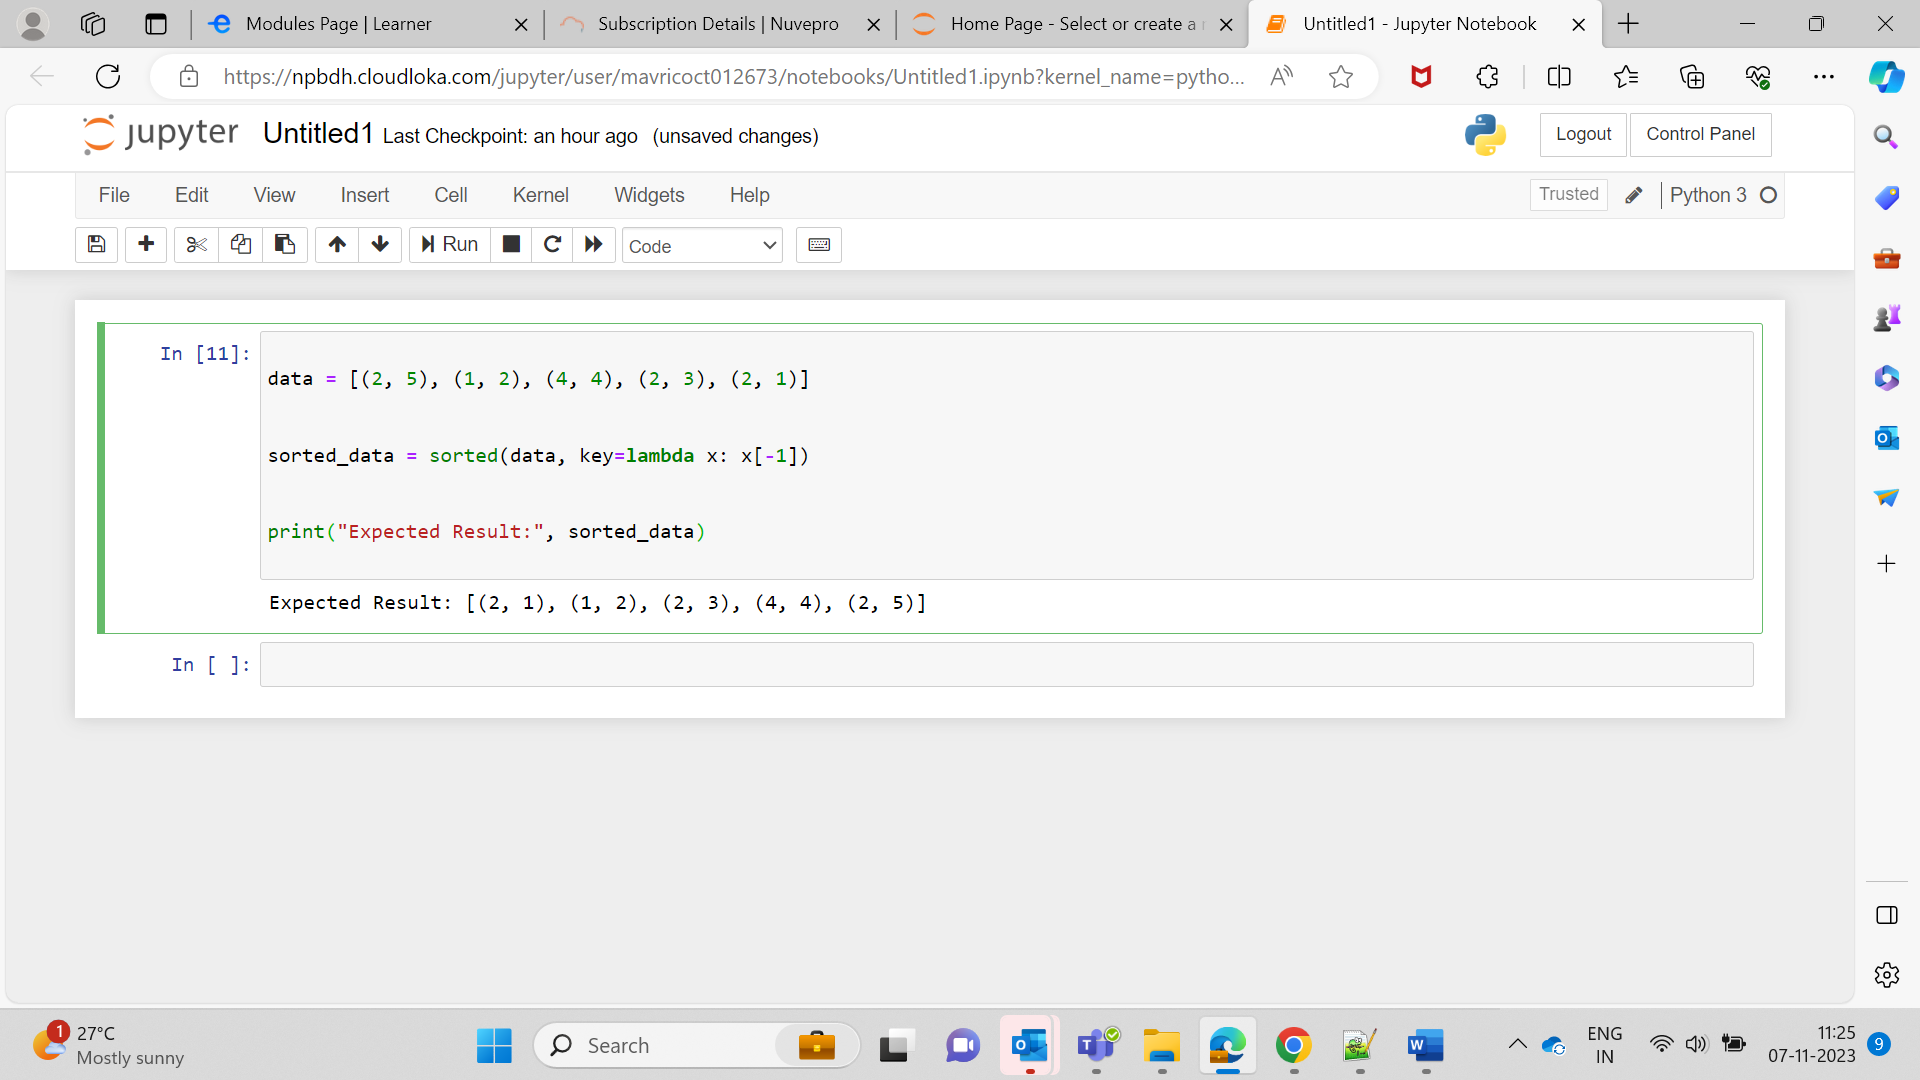 Modules Page | Learner
Subscription Details | Nuvepro
Home Page - Select or create a
Untitled1 - Jupyter Notebook
https://npbdh.cloudloka.com/jupyter/user/mavricoct012673/notebooks/Untitled1.ipynb?kernel_name=pytho...
jupyter Untitled1 Last Checkpoint: an hour ago (unsaved changes)
Logout
Control Panel
File Edit View Insert Cell Kernel Widgets Help
Trusted
Python 3
Run
Code
In [11]:
data = [(2, 5), (1, 2), (4, 4), (2, 3), (2, 1)]
sorted_data = sorted(data, key=lambda x: x[-1])
print("Expected Result:", sorted_data)
Expected Result: [(2, 1), (1, 2), (2, 3), (4, 4), (2, 5)]
In [ ]:
1
27°C
Mostly sunny
Search
ENG
IN
11:25
07-11-2023
9